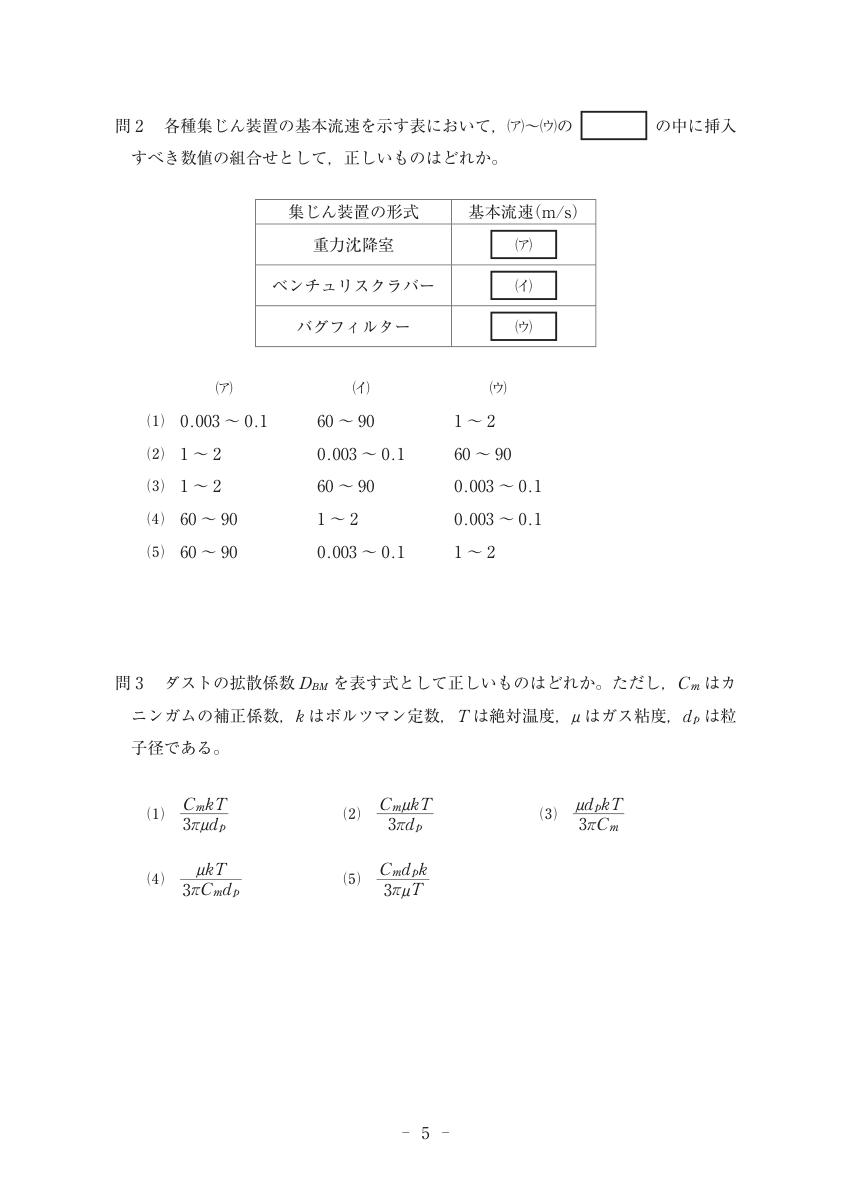 問２　各種集じん装置の基本流速を示す表において，㋐～㋒の　　　　の中に挿入
すべき数値の組合せとして，正しいものはどれか。
集じん装置の形式　基本流速(m/s)
重力沈降室　(ア)
ベンチュリスクラバー　(イ)
バグフィルター　(ウ)
(ア)　(イ)　(ウ)
(1)　0.003 ～ 0.1　60 ～ 90　1 ～ 2
(2)　1 ～ 2　0.003 ～ 0.1　60 ～ 90
(3)　1 ～ 2　60 ～ 90　0.003 ～ 0.1
(4)　60 ～ 90　1 ～ 2　0.003 ～ 0.1
(5)　60 ～ 90　0.003 ～ 0.1　1 ～ 2
問３　ダストの拡散係数 D_BM を表す式として正しいものはどれか。ただし，C_m はカ
ニンガムの補正係数，k はボルツマン定数，T は絶対温度，μ はガス粘度，d_p は粒
子径である。
(1)　C_m kT / 3πμd_p　(2)　C_m μkT / 3πd_p　(3)　μd_p kT / 3πC_m
(4)　μkT / 3πC_m d_p　(5)　C_m d_p k / 3πμT
－ 5 －